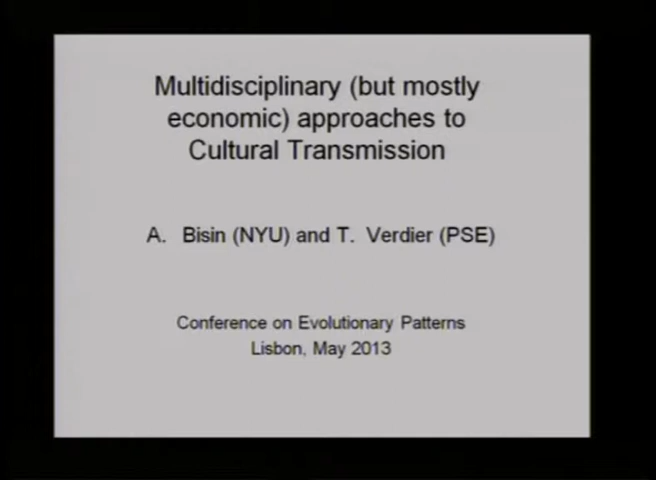 Multidisciplinary (but mostly
economic) approaches to
Cultural Transmission
A. Bisin (NYU) and T. Verdier (PSE)
Conference on Evolutionary Patterns
Lisbon, May 2013